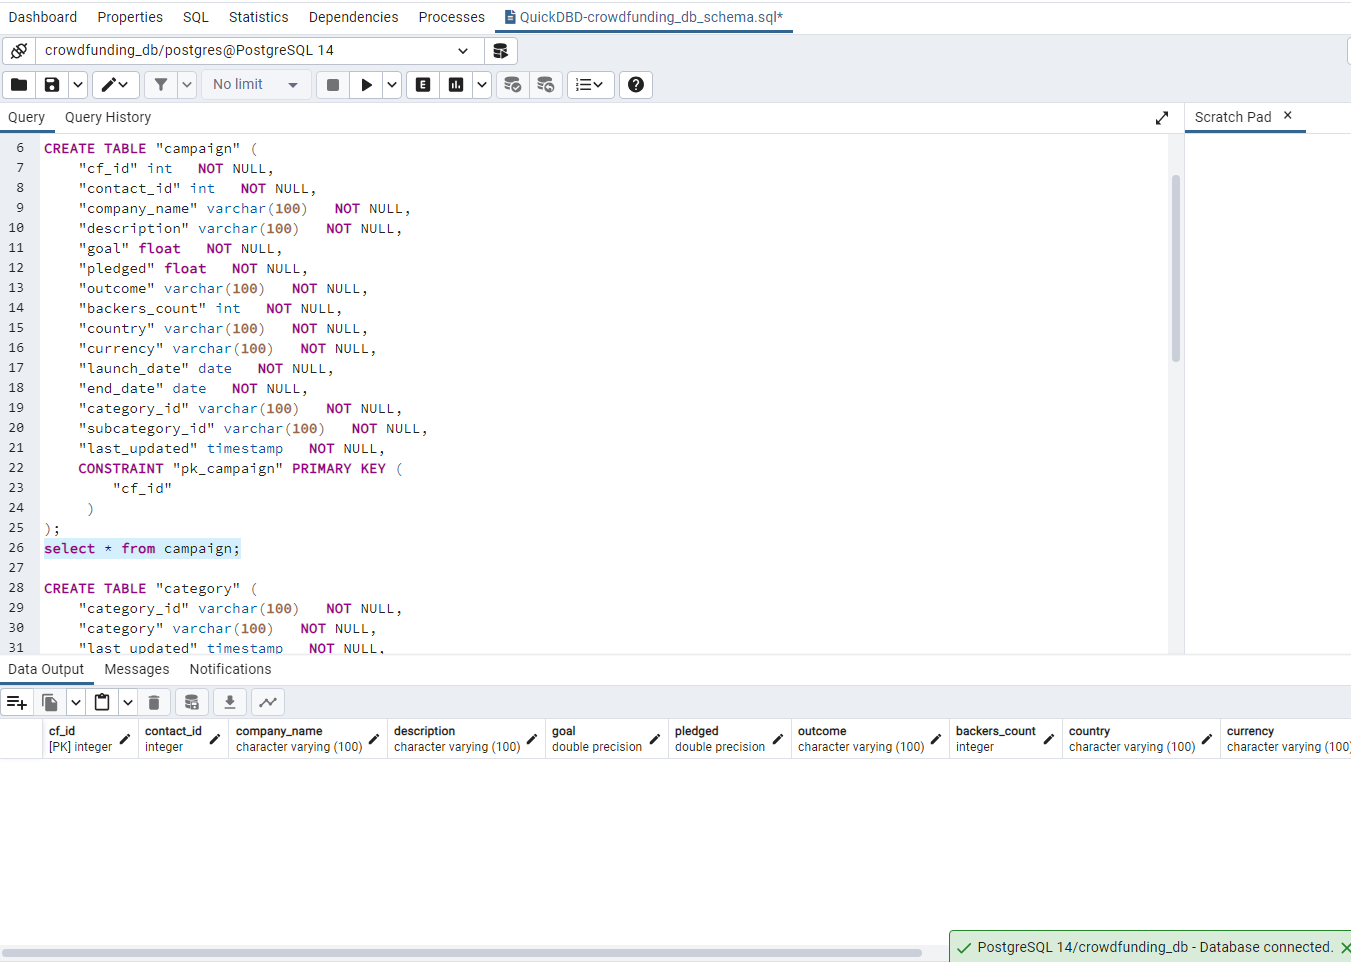 Dashboard Properties SQL Statistics Dependencies Processes QuickDBD-crowdfunding_db_schema.sql*
crowdfunding_db/postgres@PostgreSQL 14
No limit E ?
Query Query History Scratch Pad ×
6 CREATE TABLE "campaign" (
7 "cf_id" int NOT NULL,
8 "contact_id" int NOT NULL,
9 "company_name" varchar(100) NOT NULL,
10 "description" varchar(100) NOT NULL,
11 "goal" float NOT NULL,
12 "pledged" float NOT NULL,
13 "outcome" varchar(100) NOT NULL,
14 "backers_count" int NOT NULL,
15 "country" varchar(100) NOT NULL,
16 "currency" varchar(100) NOT NULL,
17 "launch_date" date NOT NULL,
18 "end_date" date NOT NULL,
19 "category_id" varchar(100) NOT NULL,
20 "subcategory_id" varchar(100) NOT NULL,
21 "last_updated" timestamp NOT NULL,
22 CONSTRAINT "pk_campaign" PRIMARY KEY (
23 "cf_id"
24 )
25 );
26 select * from campaign;
27
28 CREATE TABLE "category" (
29 "category_id" varchar(100) NOT NULL,
30 "category" varchar(100) NOT NULL,
31 "last_updated" timestamp NOT NULL,
Data Output Messages Notifications
cf_id contact_id company_name description goal pledged outcome backers_count country currency
[PK] integer integer character varying (100) character varying (100) double precision double precision character varying (100) integer character varying (100) character varying (100)
PostgreSQL 14/crowdfunding_db - Database connected.